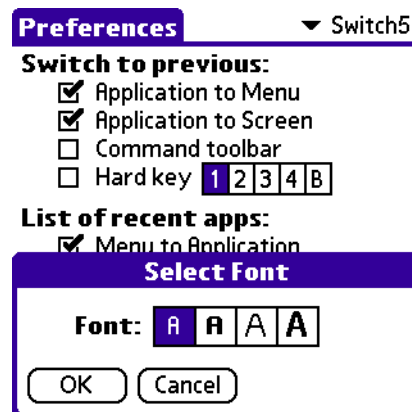 Preferences Switch5
Switch to previous:
Application to Menu
Application to Screen
Command toolbar
Hard key 1 2 3 4 B
List of recent apps:
Menu to Application
Select Font
Font: A A A A
OK Cancel